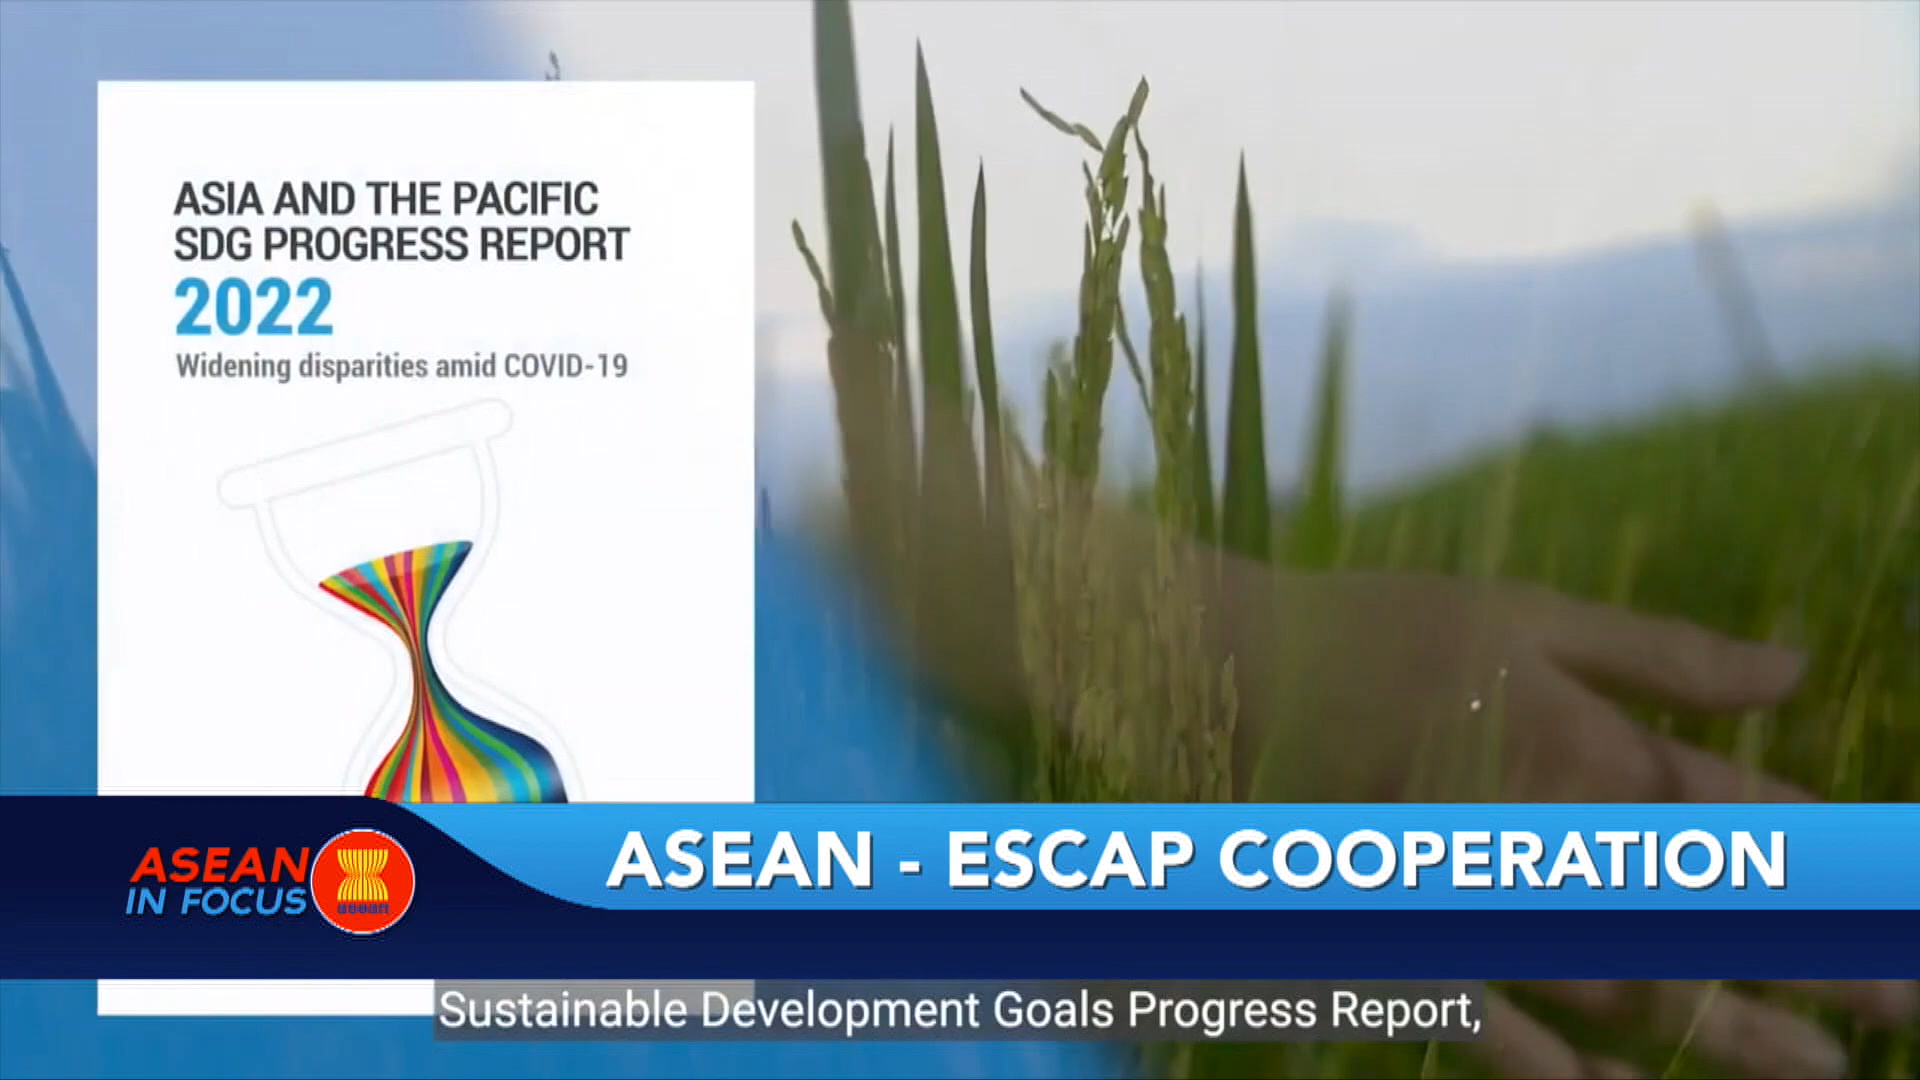 ASIA AND THE PACIFIC
SDG PROGRESS REPORT
2022
Widening disparities amid COVID-19
ASEAN
IN FOCUS
asean
ASEAN - ESCAP COOPERATION
Sustainable Development Goals Progress Report,